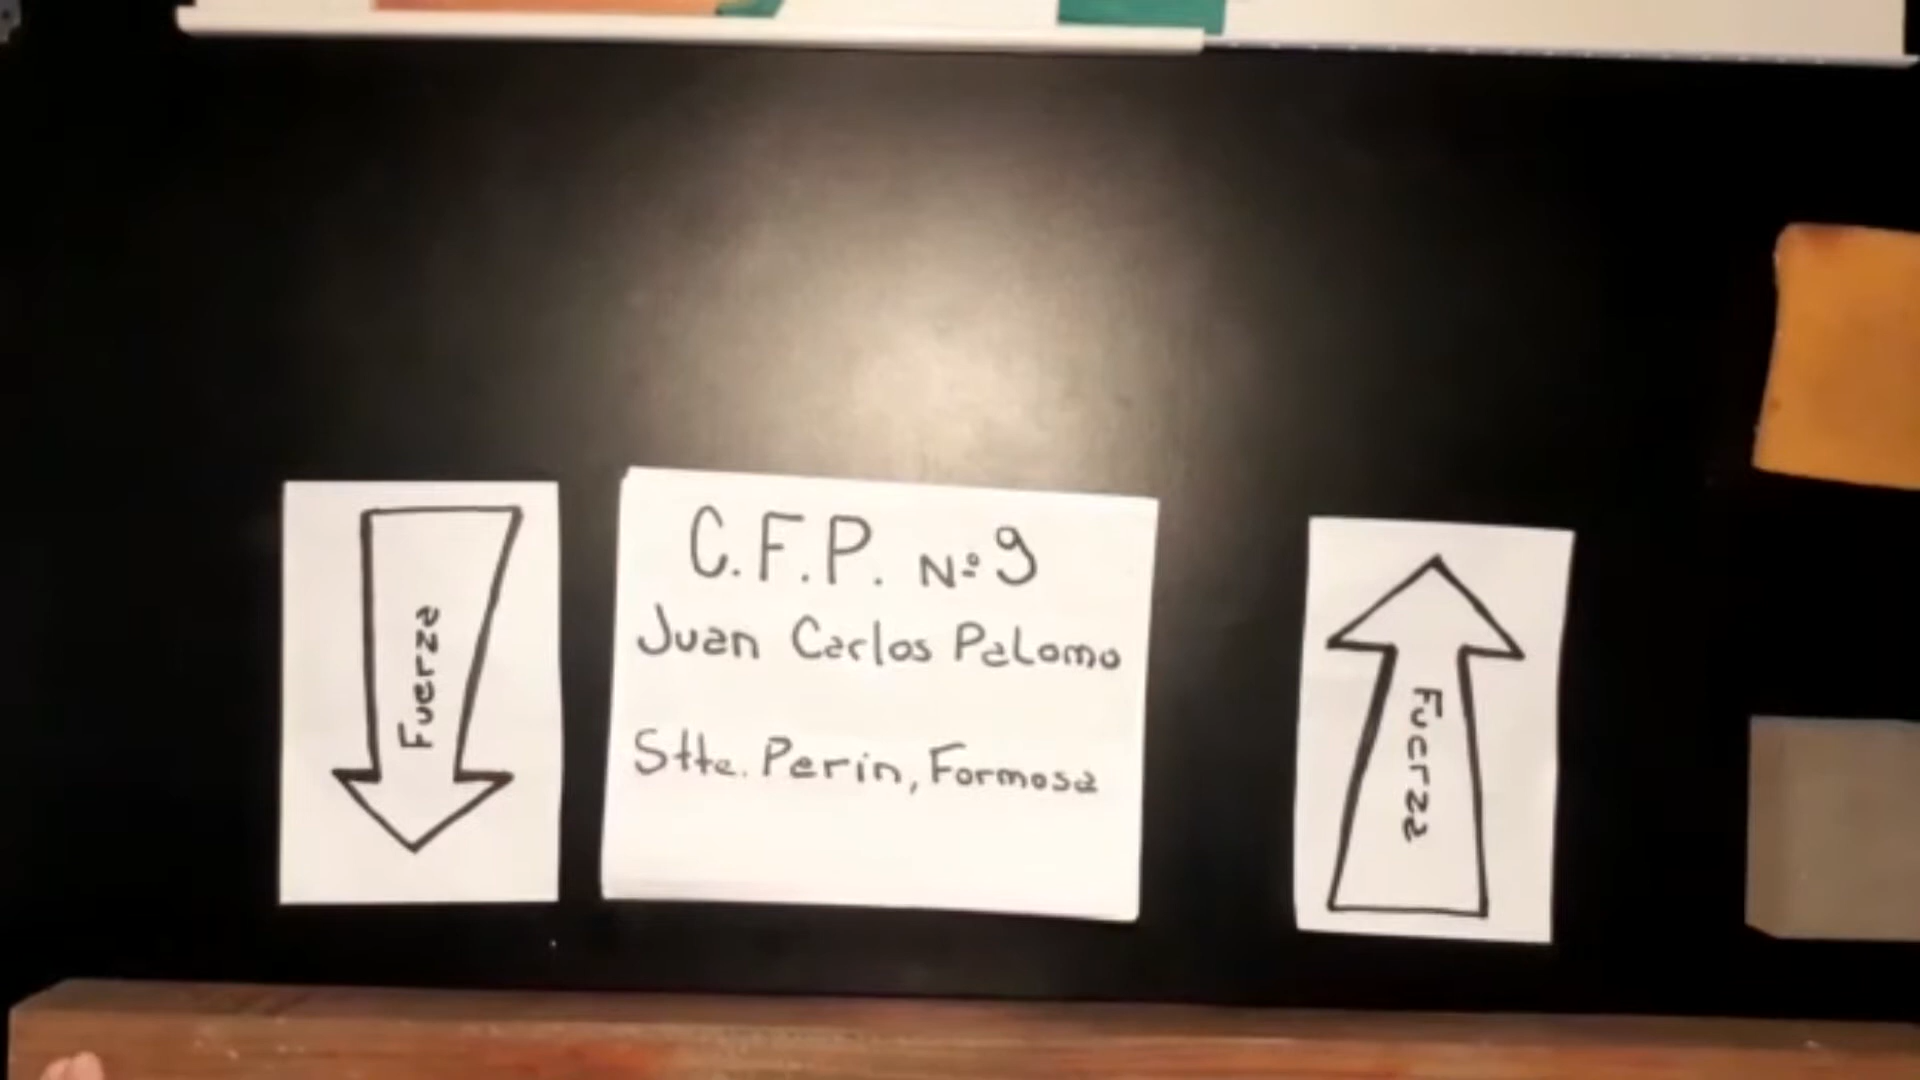 Fuerza
C.F.P. Nº 9
Juan Carlos Palomo
Stte. Perin, Formosa
Fuerza